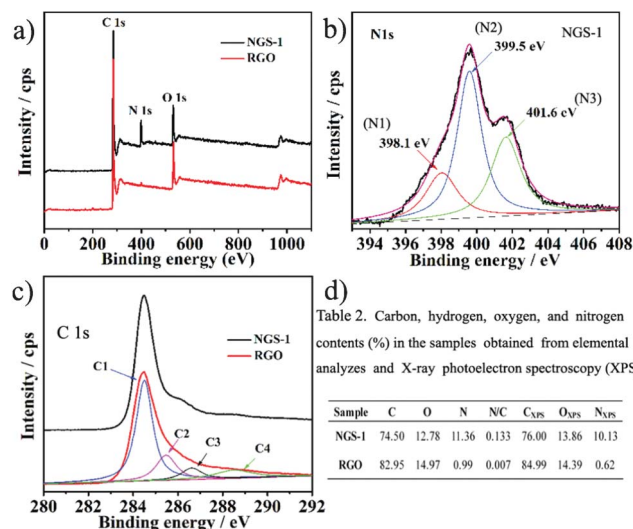 a)
C 1s
NGS-1
RGO
N 1s
O 1s
Intensity / cps
0 200 400 600 800 1000
Binding energy (eV)
b)
N1s
(N2)
NGS-1
399.5 eV
(N3)
401.6 eV
(N1)
398.1 eV
Intensity / cps
394 396 398 400 402 404 406 408
Binding energy / eV
c)
C 1s
NGS-1
RGO
C1
C2
C3
C4
Intensity / cps
280 282 284 286 288 290 292
Binding energy / eV
d)
Table 2. Carbon, hydrogen, oxygen, and nitrogen
contents (%) in the samples obtained from elemental
analyzes and X-ray photoelectron spectroscopy (XPS
Sample C O N N/C CXPS OXPS NXPS
NGS-1 74.50 12.78 11.36 0.133 76.00 13.86 10.13
RGO 82.95 14.97 0.99 0.007 84.99 14.39 0.62